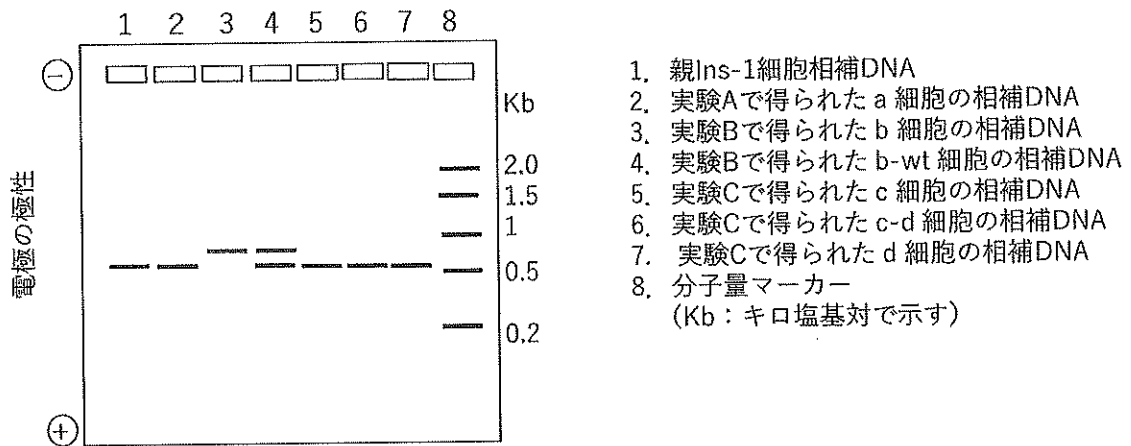 1 2 3 4 5 6 7 8
⊖
Kb
2.0
1.5
1
0.5
0.2
電極の極性
⊕
1. 親Ins-1細胞相補DNA
2. 実験Aで得られた a 細胞の相補DNA
3. 実験Bで得られた b 細胞の相補DNA
4. 実験Bで得られた b-wt 細胞の相補DNA
5. 実験Cで得られた c 細胞の相補DNA
6. 実験Cで得られた c-d 細胞の相補DNA
7. 実験Cで得られた d 細胞の相補DNA
8. 分子量マーカー
(Kb：キロ塩基対で示す)